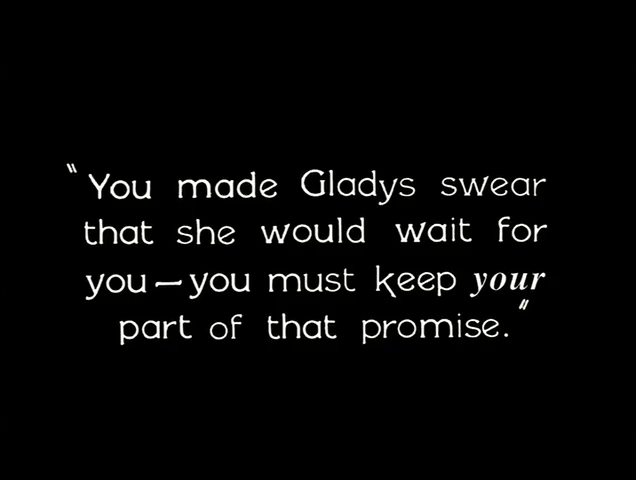 "You made Gladys swear
that she would wait for
you—you must keep your
part of that promise."